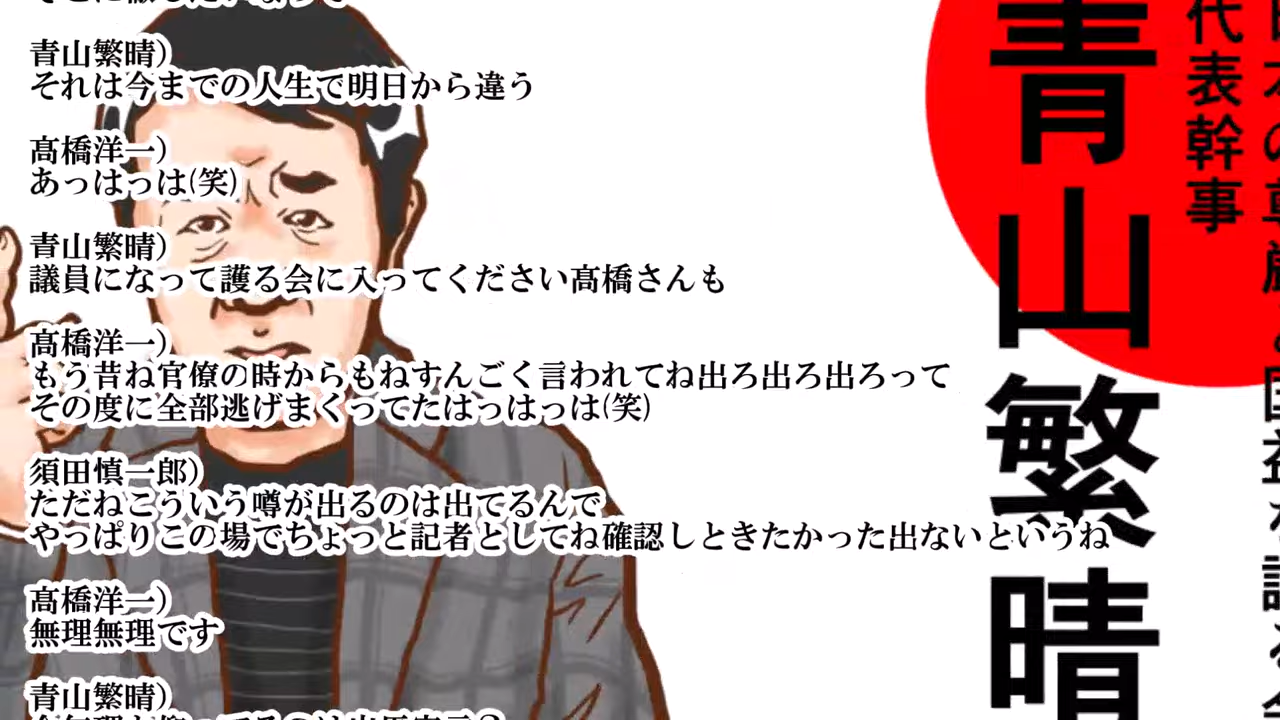 青山繁晴)
それは今までの人生で明日から違う
髙橋洋一)
あっはっは(笑)
青山繁晴)
議員になって護る会に入ってください髙橋さんも
髙橋洋一)
もう昔ね官僚の時からもねすんごく言われてね出ろ出ろ出ろって
その度に全部逃げまくってたはっはっは(笑)
須田慎一郎)
ただねこういう噂が出るのは出てるんで
やっぱりこの場でちょっと記者としてね確認しときたかった出ないというね
髙橋洋一)
無理無理です
青山繁晴)
代表幹事
青山繁晴